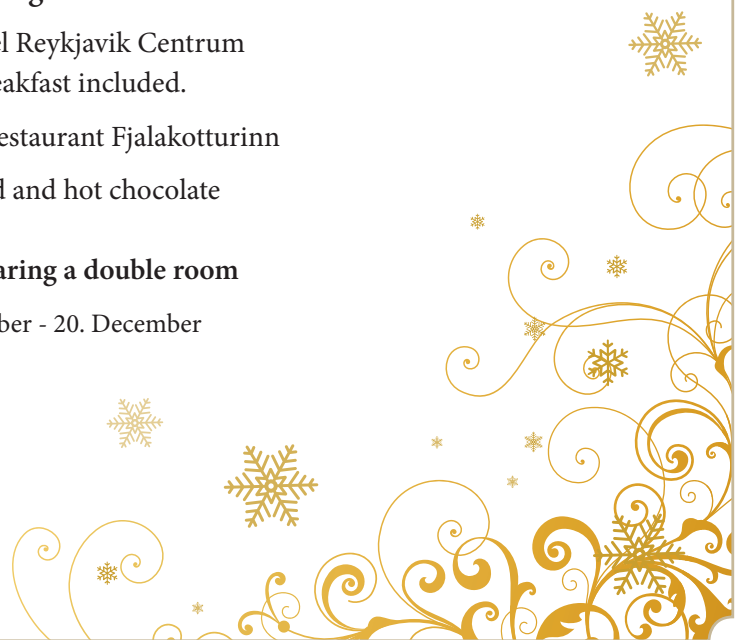 g
el Reykjavik Centrum
eakfast included.
estaurant Fjalakotturinn
d and hot chocolate
aring a double room
ber - 20. December